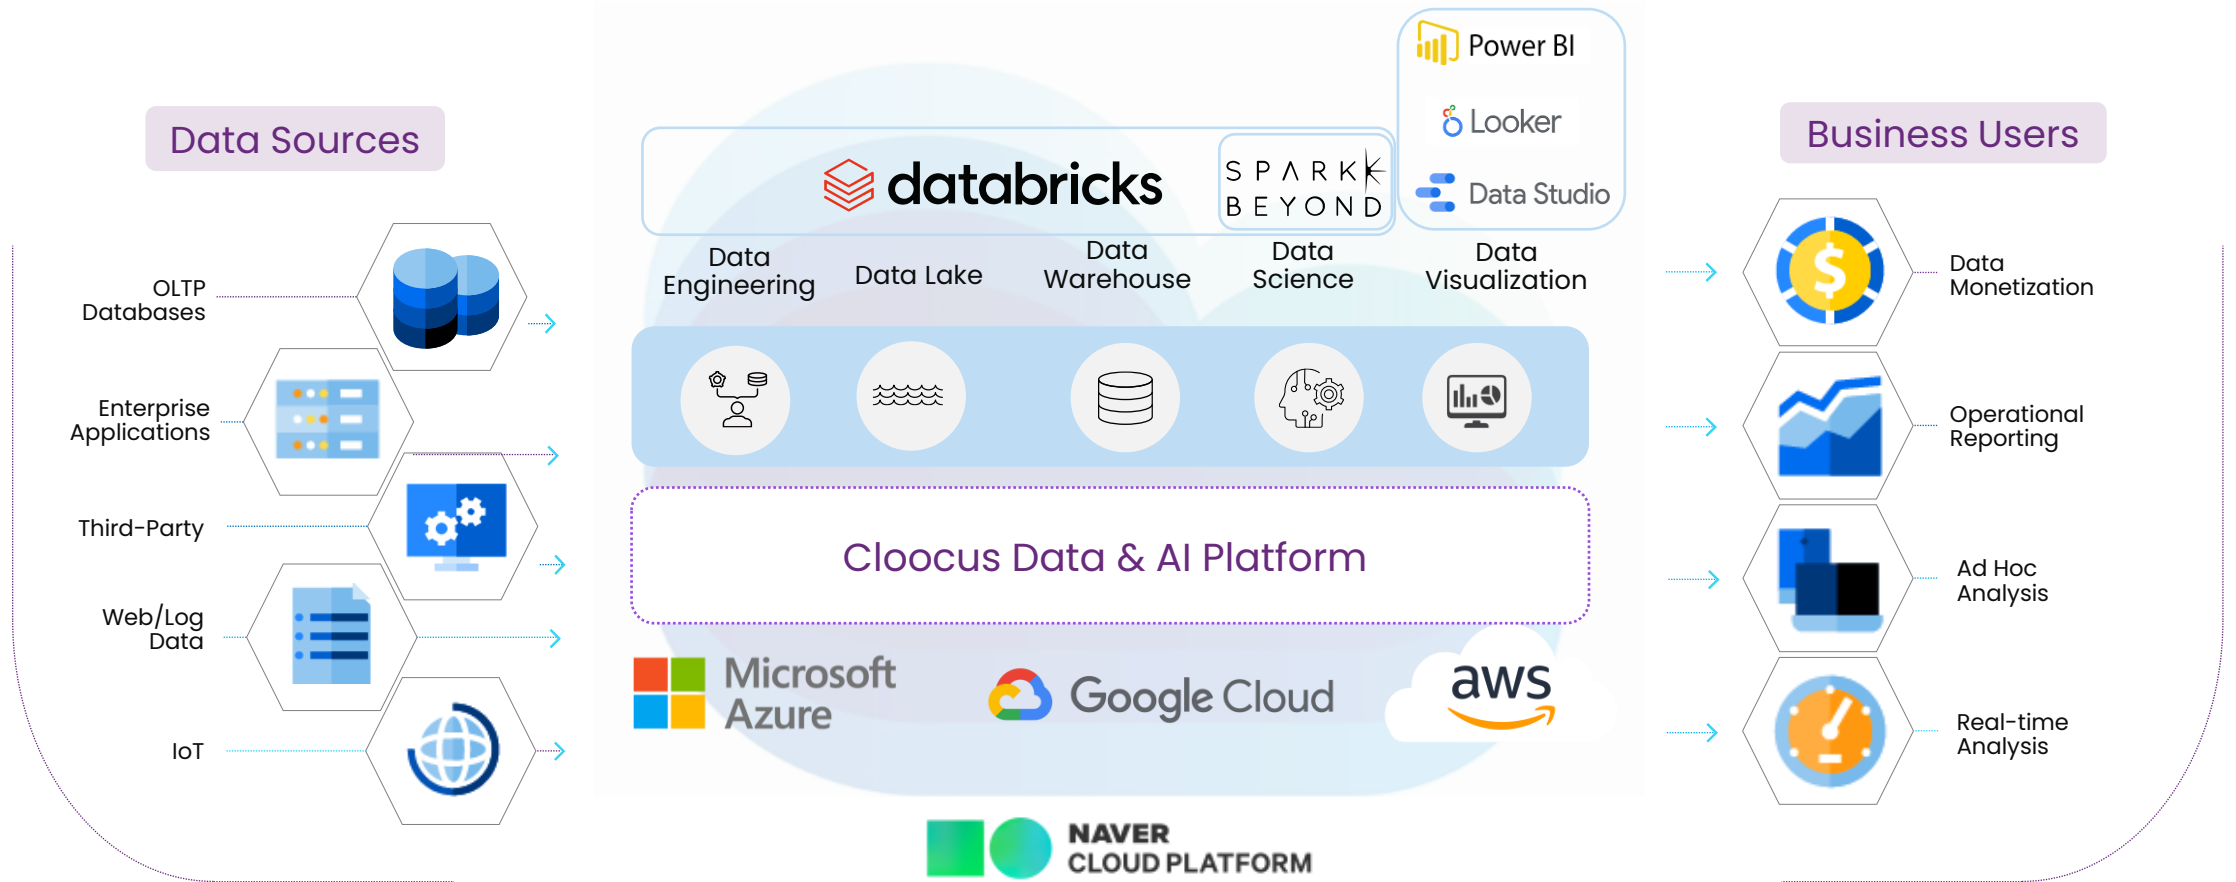 Data Sources
OLTP
Databases
Enterprise
Applications
Third-Party
Web/Log
Data
IoT
databricks
SPARK
BEYOND
Power BI
Looker
Data Studio
Data
Engineering
Data Lake
Data
Warehouse
Data
Science
Data
Visualization
Cloocus Data & AI Platform
Microsoft
Azure
Google Cloud
aws
NAVER
CLOUD PLATFORM
Business Users
Data
Monetization
Operational
Reporting
Ad Hoc
Analysis
Real-time
Analysis